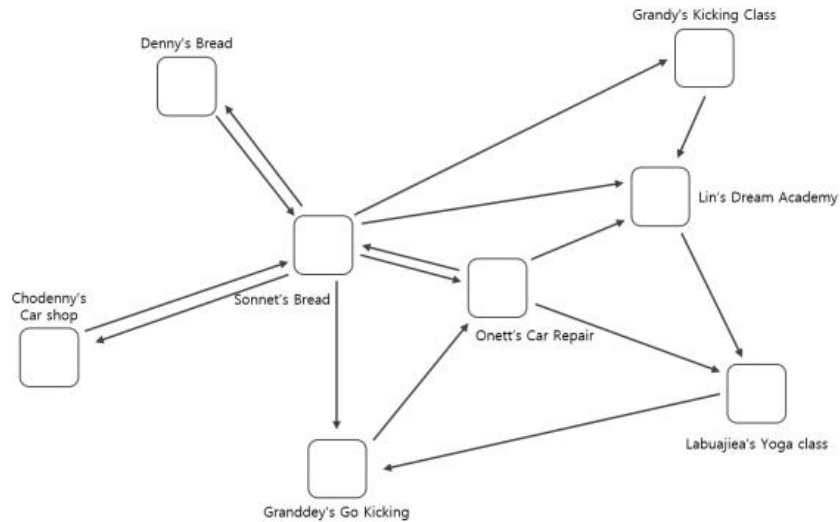 Grandy's Kicking Class
Denny's Bread
Lin's Dream Academy
Chodenny's
Car shop
Sonnet's Bread
Onett's Car Repair
Labuajiea's Yoga class
Granddey's Go Kicking